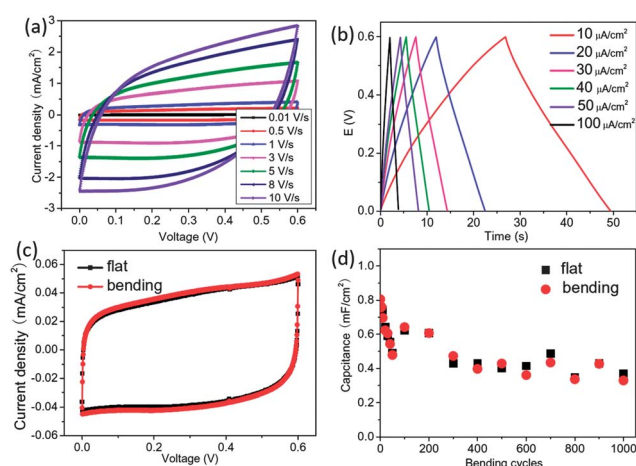 (a)
3
2
1
0
-1
-2
-3
Current density (mA/cm²)
0.01 V/s
0.5 V/s
1 V/s
3 V/s
5 V/s
8 V/s
10 V/s
0.0 0.2 0.4 0.6
Voltage (V)
(b)
0.6
0.4
0.2
0.0
E (V)
10 µA/cm²
20 µA/cm²
30 µA/cm²
40 µA/cm²
50 µA/cm²
100 µA/cm²
0 10 20 30 40 50
Time (s)
(c)
flat
bending
0.06
0.04
0.02
0.00
-0.02
-0.04
-0.06
Current density (mA/cm²)
0.0 0.2 0.4 0.6
Voltage (V)
(d)
flat
bending
1.0
0.8
0.6
0.4
0.2
0.0
Capcitance (mF/cm²)
0 200 400 600 800 1000
Bending cycles